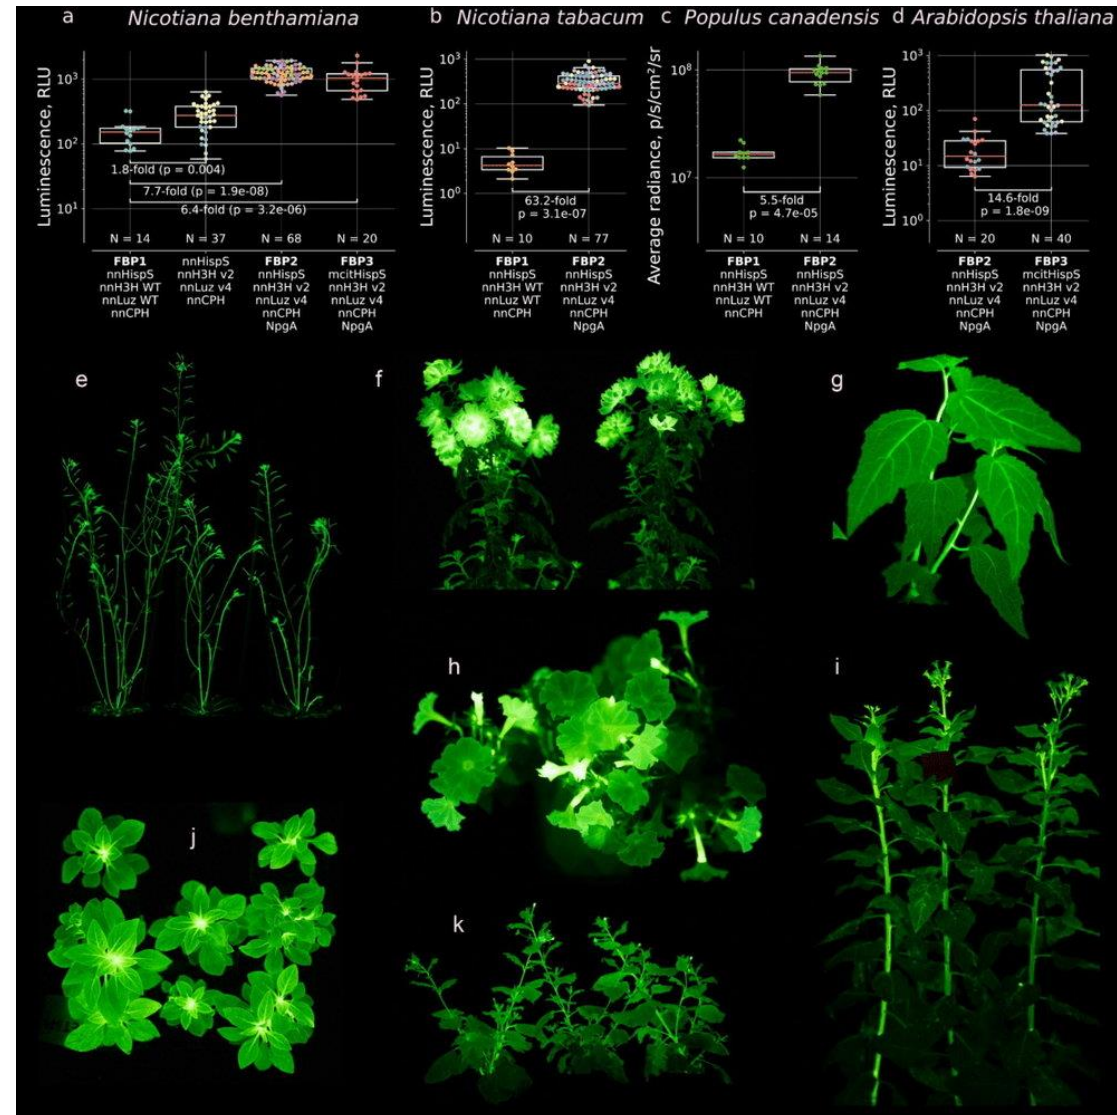 a Nicotiana benthamiana
Luminescence, RLU
10³
10²
10¹
1.8-fold (p = 0.004)
7.7-fold (p = 1.9e-08)
6.4-fold (p = 3.2e-06)
N = 14 N = 37 N = 68 N = 20
FBP1
nnHispS
nnH3H WT
nnLuz WT
nnCPH
nnHispS
nnH3H v2
nnLuz v4
nnCPH
FBP2
nnHispS
nnH3H v2
nnLuz v4
nnCPH
NpgA
FBP3
mcitHispS
nnH3H v2
nnLuz v4
nnCPH
NpgA
b Nicotiana tabacum
Luminescence, RLU
10³
10²
10¹
10⁰
63.2-fold
p = 3.1e-07
N = 10 N = 77
FBP1
nnHispS
nnH3H WT
nnLuz WT
nnCPH
FBP2
nnHispS
nnH3H v2
nnLuz v4
nnCPH
NpgA
c Populus canadensis
Average radiance, p/s/cm²/sr
10⁸
10⁷
5.5-fold
p = 4.7e-05
N = 10 N = 14
FBP1
nnHispS
nnH3H WT
nnLuz WT
nnCPH
FBP2
nnHispS
nnH3H v2
nnLuz v4
nnCPH
NpgA
d Arabidopsis thaliana
Luminescence, RLU
10³
10²
10¹
10⁰
14.6-fold
p = 1.8e-09
N = 20 N = 40
FBP2
nnHispS
nnH3H v2
nnLuz v4
nnCPH
NpgA
FBP3
mcitHispS
nnH3H v2
nnLuz v4
nnCPH
NpgA
e
f
g
h
i
j
k